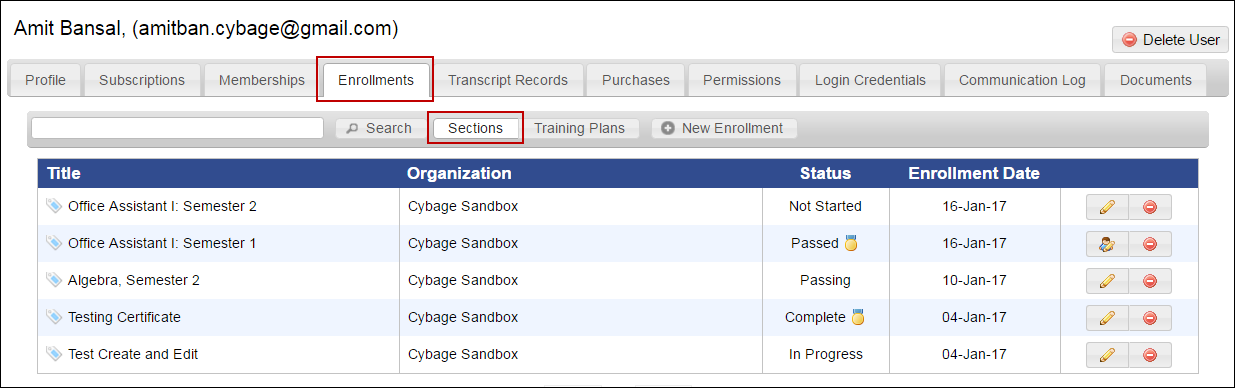 Amit Bansal, (amitban.cybage@gmail.com)
Delete User
Profile Subscriptions Memberships Enrollments Transcript Records Purchases Permissions Login Credentials Communication Log Documents
Search Sections Training Plans New Enrollment
Title Organization Status Enrollment Date
Office Assistant I: Semester 2 Cybage Sandbox Not Started 16-Jan-17
Office Assistant I: Semester 1 Cybage Sandbox Passed 16-Jan-17
Algebra, Semester 2 Cybage Sandbox Passing 10-Jan-17
Testing Certificate Cybage Sandbox Complete 04-Jan-17
Test Create and Edit Cybage Sandbox In Progress 04-Jan-17